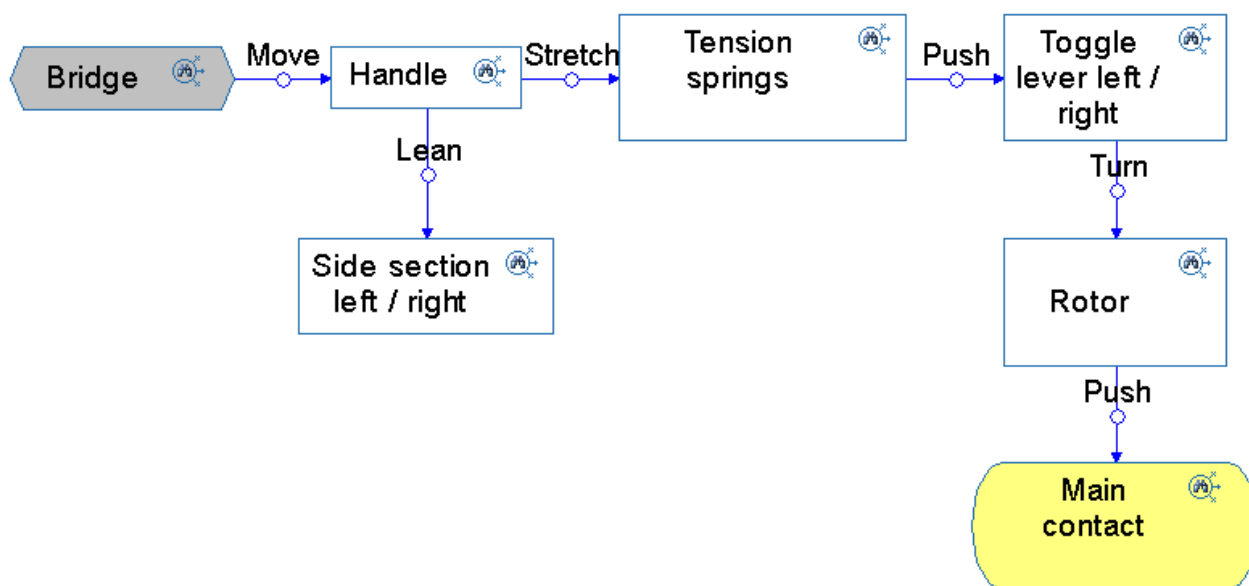 Bridge
Move
Handle
Stretch
Tension
springs
Push
Toggle
lever left /
right
Lean
Turn
Side section
left / right
Rotor
Push
Main
contact